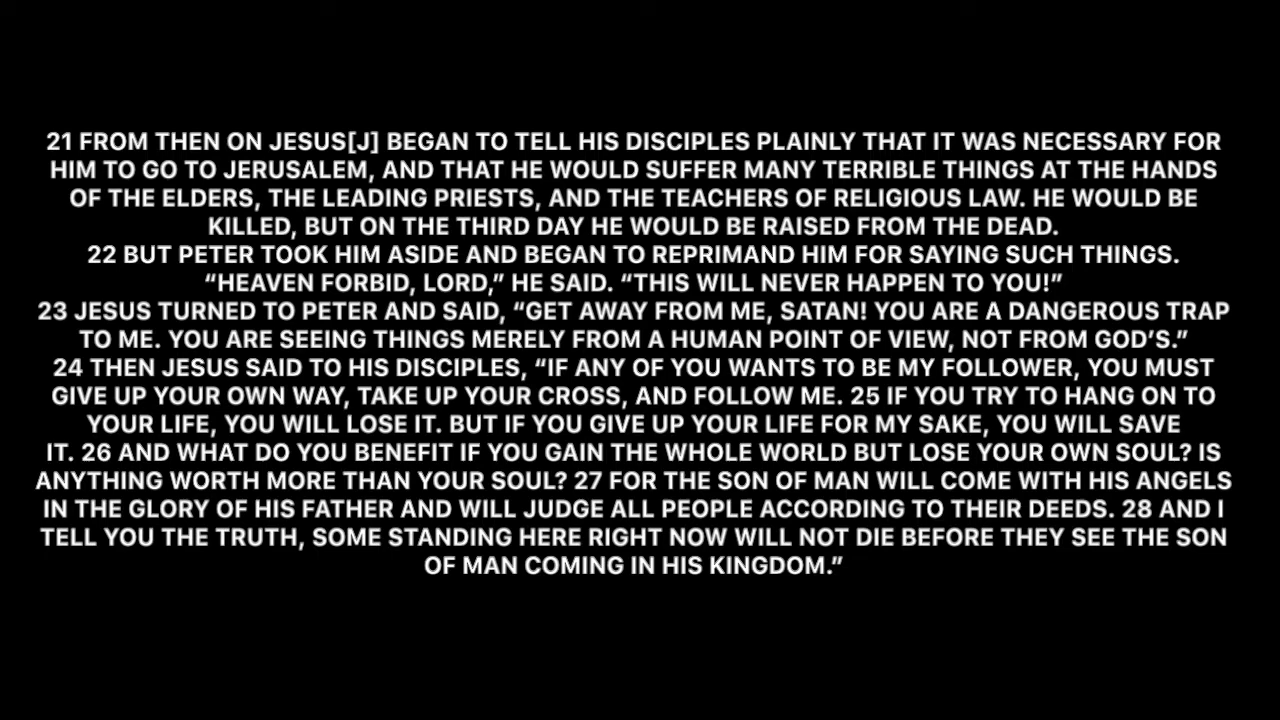 21 FROM THEN ON JESUS[J] BEGAN TO TELL HIS DISCIPLES PLAINLY THAT IT WAS NECESSARY FOR
HIM TO GO TO JERUSALEM, AND THAT HE WOULD SUFFER MANY TERRIBLE THINGS AT THE HANDS
OF THE ELDERS, THE LEADING PRIESTS, AND THE TEACHERS OF RELIGIOUS LAW. HE WOULD BE
KILLED, BUT ON THE THIRD DAY HE WOULD BE RAISED FROM THE DEAD.
22 BUT PETER TOOK HIM ASIDE AND BEGAN TO REPRIMAND HIM FOR SAYING SUCH THINGS.
“HEAVEN FORBID, LORD,” HE SAID. “THIS WILL NEVER HAPPEN TO YOU!”
23 JESUS TURNED TO PETER AND SAID, “GET AWAY FROM ME, SATAN! YOU ARE A DANGEROUS TRAP
TO ME. YOU ARE SEEING THINGS MERELY FROM A HUMAN POINT OF VIEW, NOT FROM GOD’S.”
24 THEN JESUS SAID TO HIS DISCIPLES, “IF ANY OF YOU WANTS TO BE MY FOLLOWER, YOU MUST
GIVE UP YOUR OWN WAY, TAKE UP YOUR CROSS, AND FOLLOW ME. 25 IF YOU TRY TO HANG ON TO
YOUR LIFE, YOU WILL LOSE IT. BUT IF YOU GIVE UP YOUR LIFE FOR MY SAKE, YOU WILL SAVE
IT. 26 AND WHAT DO YOU BENEFIT IF YOU GAIN THE WHOLE WORLD BUT LOSE YOUR OWN SOUL? IS
ANYTHING WORTH MORE THAN YOUR SOUL? 27 FOR THE SON OF MAN WILL COME WITH HIS ANGELS
IN THE GLORY OF HIS FATHER AND WILL JUDGE ALL PEOPLE ACCORDING TO THEIR DEEDS. 28 AND I
TELL YOU THE TRUTH, SOME STANDING HERE RIGHT NOW WILL NOT DIE BEFORE THEY SEE THE SON
OF MAN COMING IN HIS KINGDOM.”